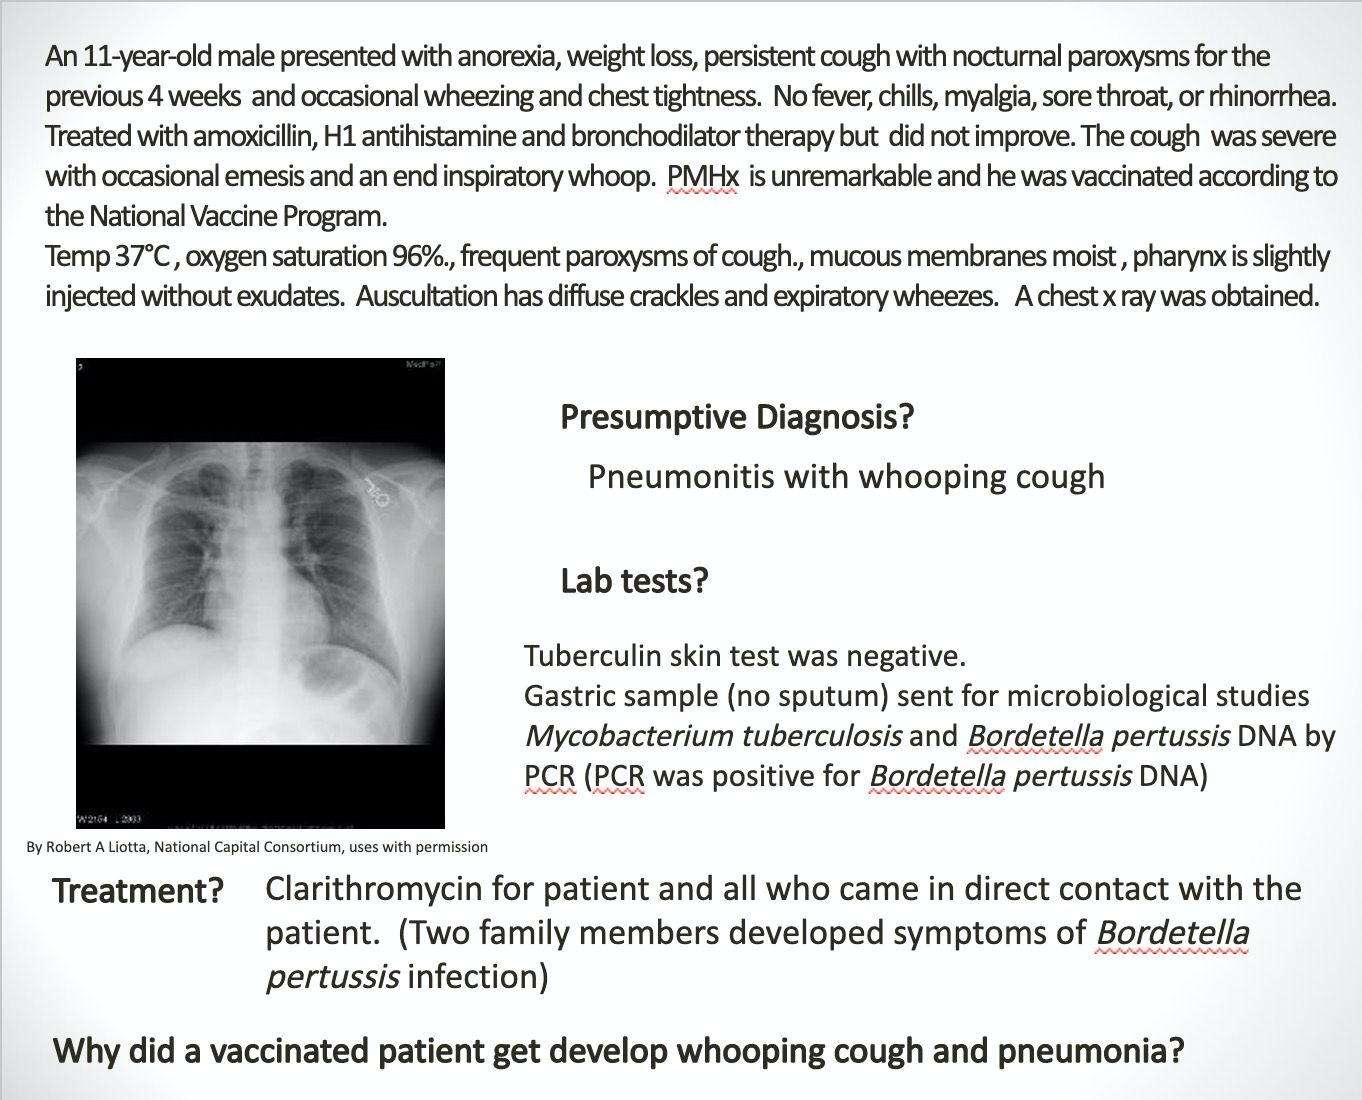 An 11-year-old male presented with anorexia, weight loss, persistent cough with nocturnal paroxysms for the
previous 4 weeks and occasional wheezing and chest tightness. No fever, chills, myalgia, sore throat, or rhinorrhea.
Treated with amoxicillin, H1 antihistamine and bronchodilator therapy but did not improve. The cough was severe
with occasional emesis and an end inspiratory whoop. PMHx is unremarkable and he was vaccinated according to
the National Vaccine Program.
Temp 37°C , oxygen saturation 96%., frequent paroxysms of cough., mucous membranes moist , pharynx is slightly
injected without exudates. Auscultation has diffuse crackles and expiratory wheezes. A chest x ray was obtained.
Presumptive Diagnosis?
Pneumonitis with whooping cough
Lab tests?
Tuberculin skin test was negative.
Gastric sample (no sputum) sent for microbiological studies
Mycobacterium tuberculosis and Bordetella pertussis DNA by
PCR (PCR was positive for Bordetella pertussis DNA)
By Robert A Liotta, National Capital Consortium, uses with permission
Treatment?
Clarithromycin for patient and all who came in direct contact with the
patient. (Two family members developed symptoms of Bordetella
pertussis infection)
Why did a vaccinated patient get develop whooping cough and pneumonia?